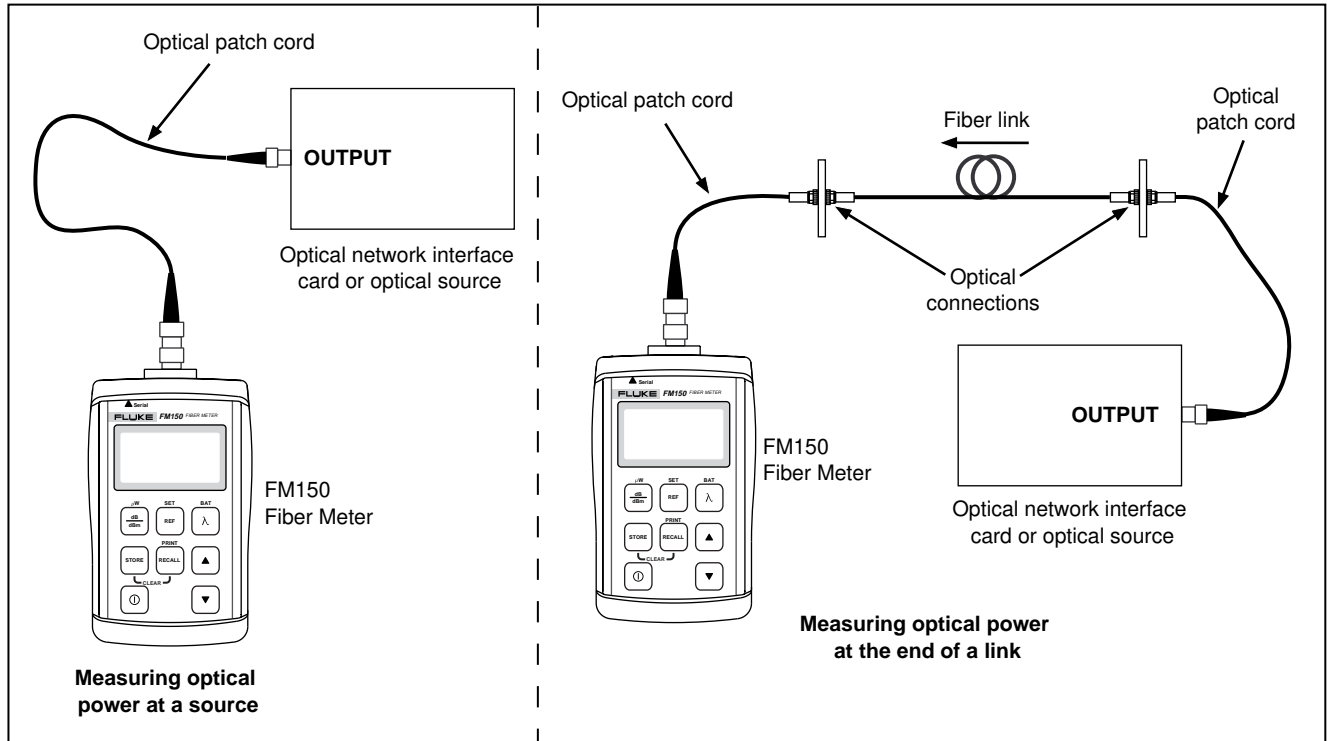 Optical patch cord
OUTPUT
Optical network interface
card or optical source
Serial
FLUKE FM150 FIBER METER
µW SET BAT
dB
dBm
REF
λ
PRINT
STORE
RECALL
CLEAR
FM150
Fiber Meter
Measuring optical
power at a source
Optical patch cord
Fiber link
Optical
patch cord
Optical
connections
Serial
FLUKE FM150 FIBER METER
µW SET BAT
dB
dBm
REF
λ
PRINT
STORE
RECALL
CLEAR
FM150
Fiber Meter
OUTPUT
Optical network interface
card or optical source
Measuring optical power
at the end of a link